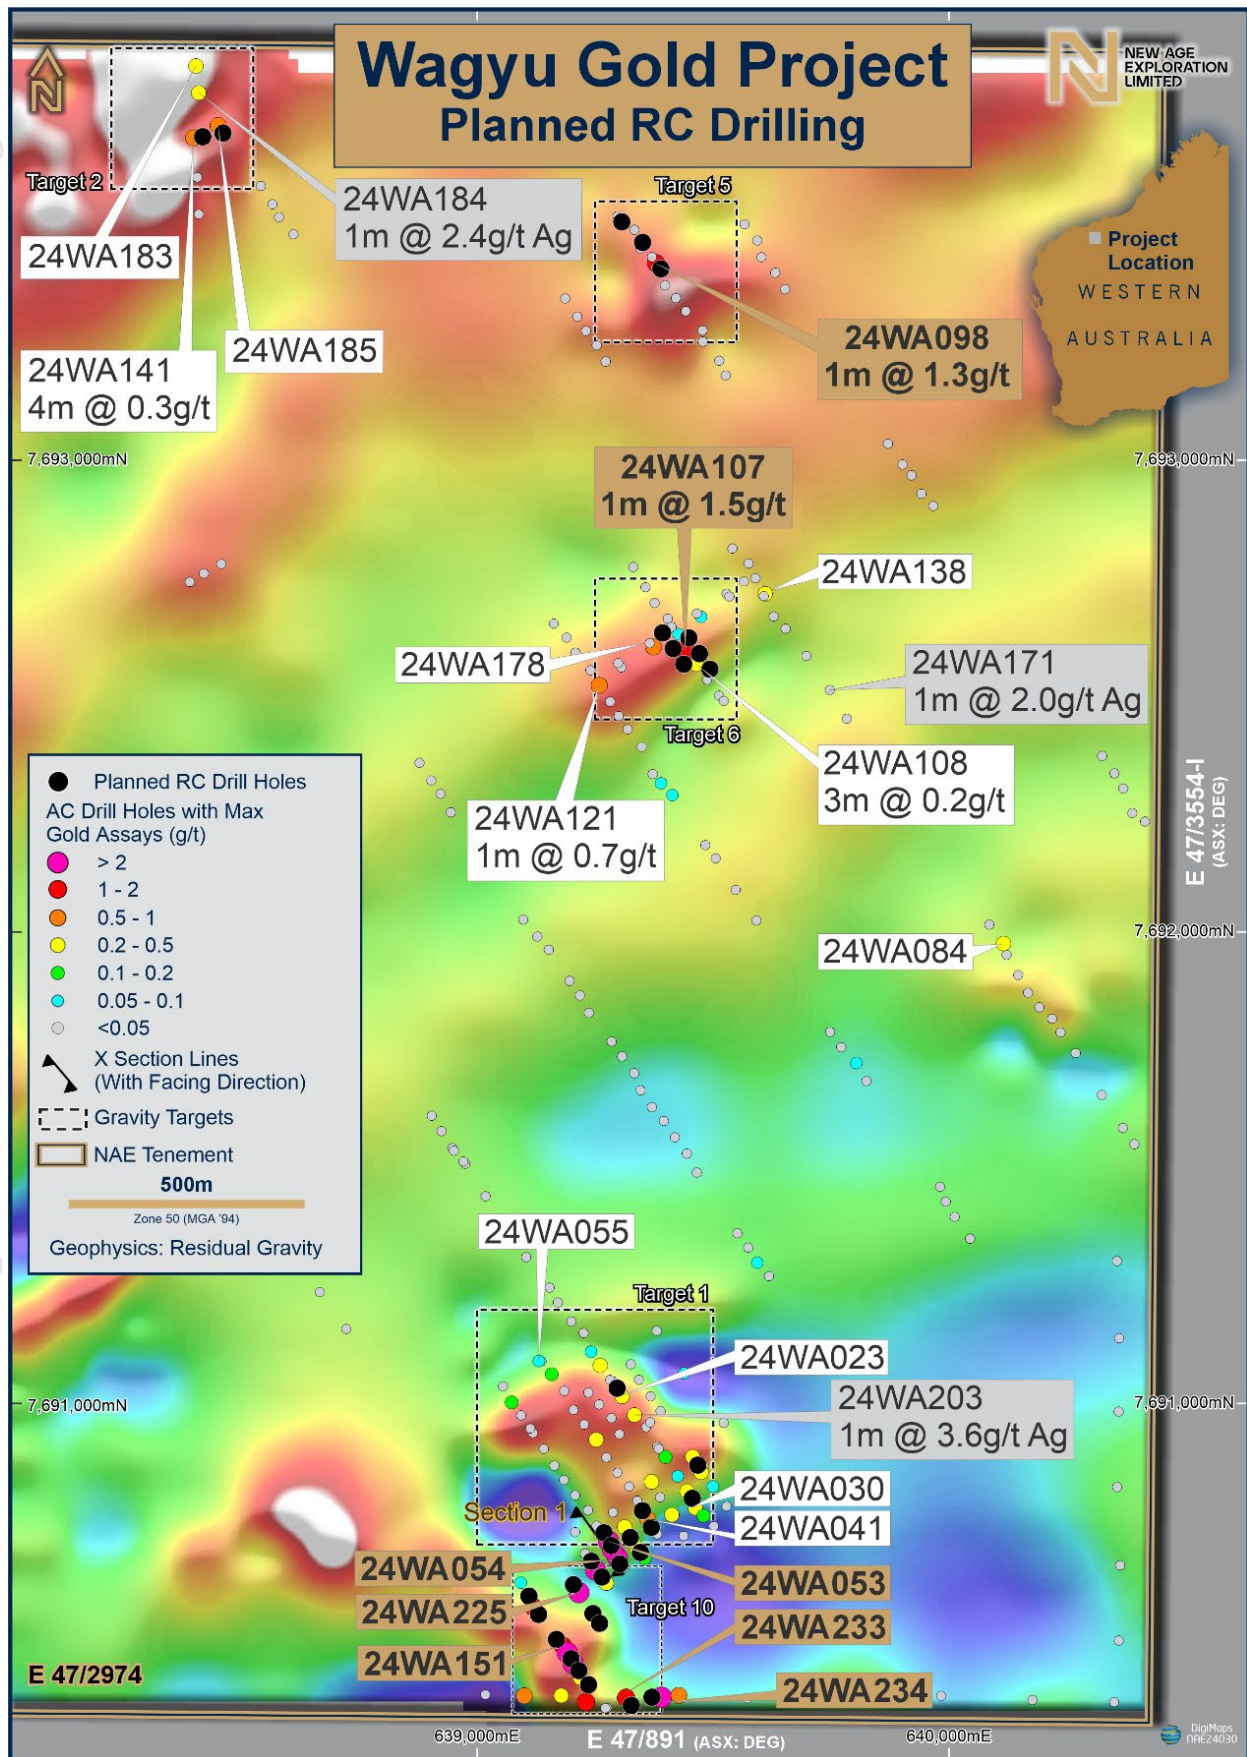 Wagyu Gold Project
Planned RC Drilling
NEW AGE
EXPLORATION
LIMITED
N
Project
Location
WESTERN
AUSTRALIA
Target 2
24WA183
24WA184
1m @ 2.4g/t Ag
24WA185
24WA141
4m @ 0.3g/t
Target 5
24WA098
1m @ 1.3g/t
7,693,000mN
7,693,000mN
24WA107
1m @ 1.5g/t
24WA138
24WA178
24WA171
1m @ 2.0g/t Ag
Target 6
24WA108
3m @ 0.2g/t
24WA121
1m @ 0.7g/t
E 47/3554-I
(ASX: DEG)
Planned RC Drill Holes
AC Drill Holes with Max
Gold Assays (g/t)
> 2
1 - 2
0.5 - 1
0.2 - 0.5
0.1 - 0.2
0.05 - 0.1
<0.05
X Section Lines
(With Facing Direction)
Gravity Targets
NAE Tenement
500m
Zone 50 (MGA '94)
Geophysics: Residual Gravity
7,692,000mN
24WA084
24WA055
Target 1
24WA023
24WA203
1m @ 3.6g/t Ag
7,691,000mN
7,691,000mN
24WA030
24WA041
Section 1
24WA054
24WA053
24WA225
Target 10
24WA233
24WA151
24WA234
E 47/2974
639,000mE
E 47/891 (ASX: DEG)
640,000mE
DigiMaps
NAE24030